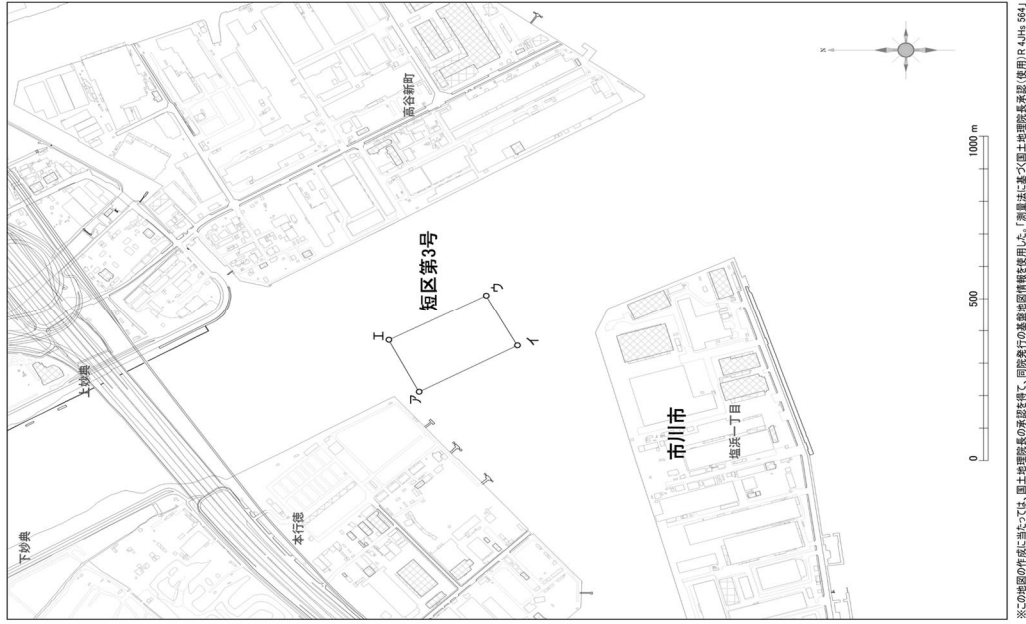 下妙典
上妙典
本行徳
高谷新町
短区第3号
ア
イ
ウ
エ
市川市
塩浜一丁目
N
0
500
1000 m
※この地図の作成に当たっては、国土地理院長の承認を得て、同院発行の基盤地図情報を使用した。「測量法に基づく国土地理院長承認(使用)R 4JHs 564」